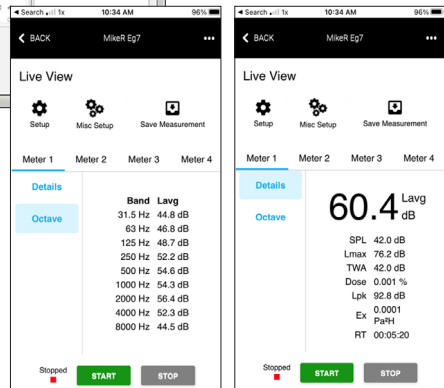 Search 1x 10:34 AM 96%
BACK MikeR Eg7 •••
Live View
Setup Misc Setup Save Measurement
Meter 1 Meter 2 Meter 3 Meter 4
Details
Octave
Band Lavg
31.5 Hz 44.8 dB
63 Hz 46.8 dB
125 Hz 48.7 dB
250 Hz 52.2 dB
500 Hz 54.6 dB
1000 Hz 54.3 dB
2000 Hz 56.4 dB
4000 Hz 52.3 dB
8000 Hz 44.5 dB
Stopped START STOP
Search 1x 10:34 AM 96%
BACK MikeR Eg7 •••
Live View
Setup Misc Setup Save Measurement
Meter 1 Meter 2 Meter 3 Meter 4
Details
Octave
60.4 Lavg dB
SPL 42.0 dB
Lmax 76.2 dB
TWA 42.0 dB
Dose 0.001 %
Lpk 92.8 dB
Ex 0.0001 Pa²H
RT 00:05:20
Stopped START STOP